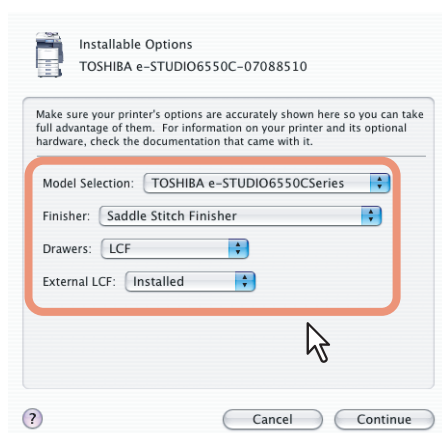 Installable Options
TOSHIBA e-STUDIO6550C-07088510
Make sure your printer's options are accurately shown here so you can take
full advantage of them. For information on your printer and its optional
hardware, check the documentation that came with it.
Model Selection: TOSHIBA e-STUDIO6550CSeries
Finisher: Saddle Stitch Finisher
Drawers: LCF
External LCF: Installed
? Cancel Continue